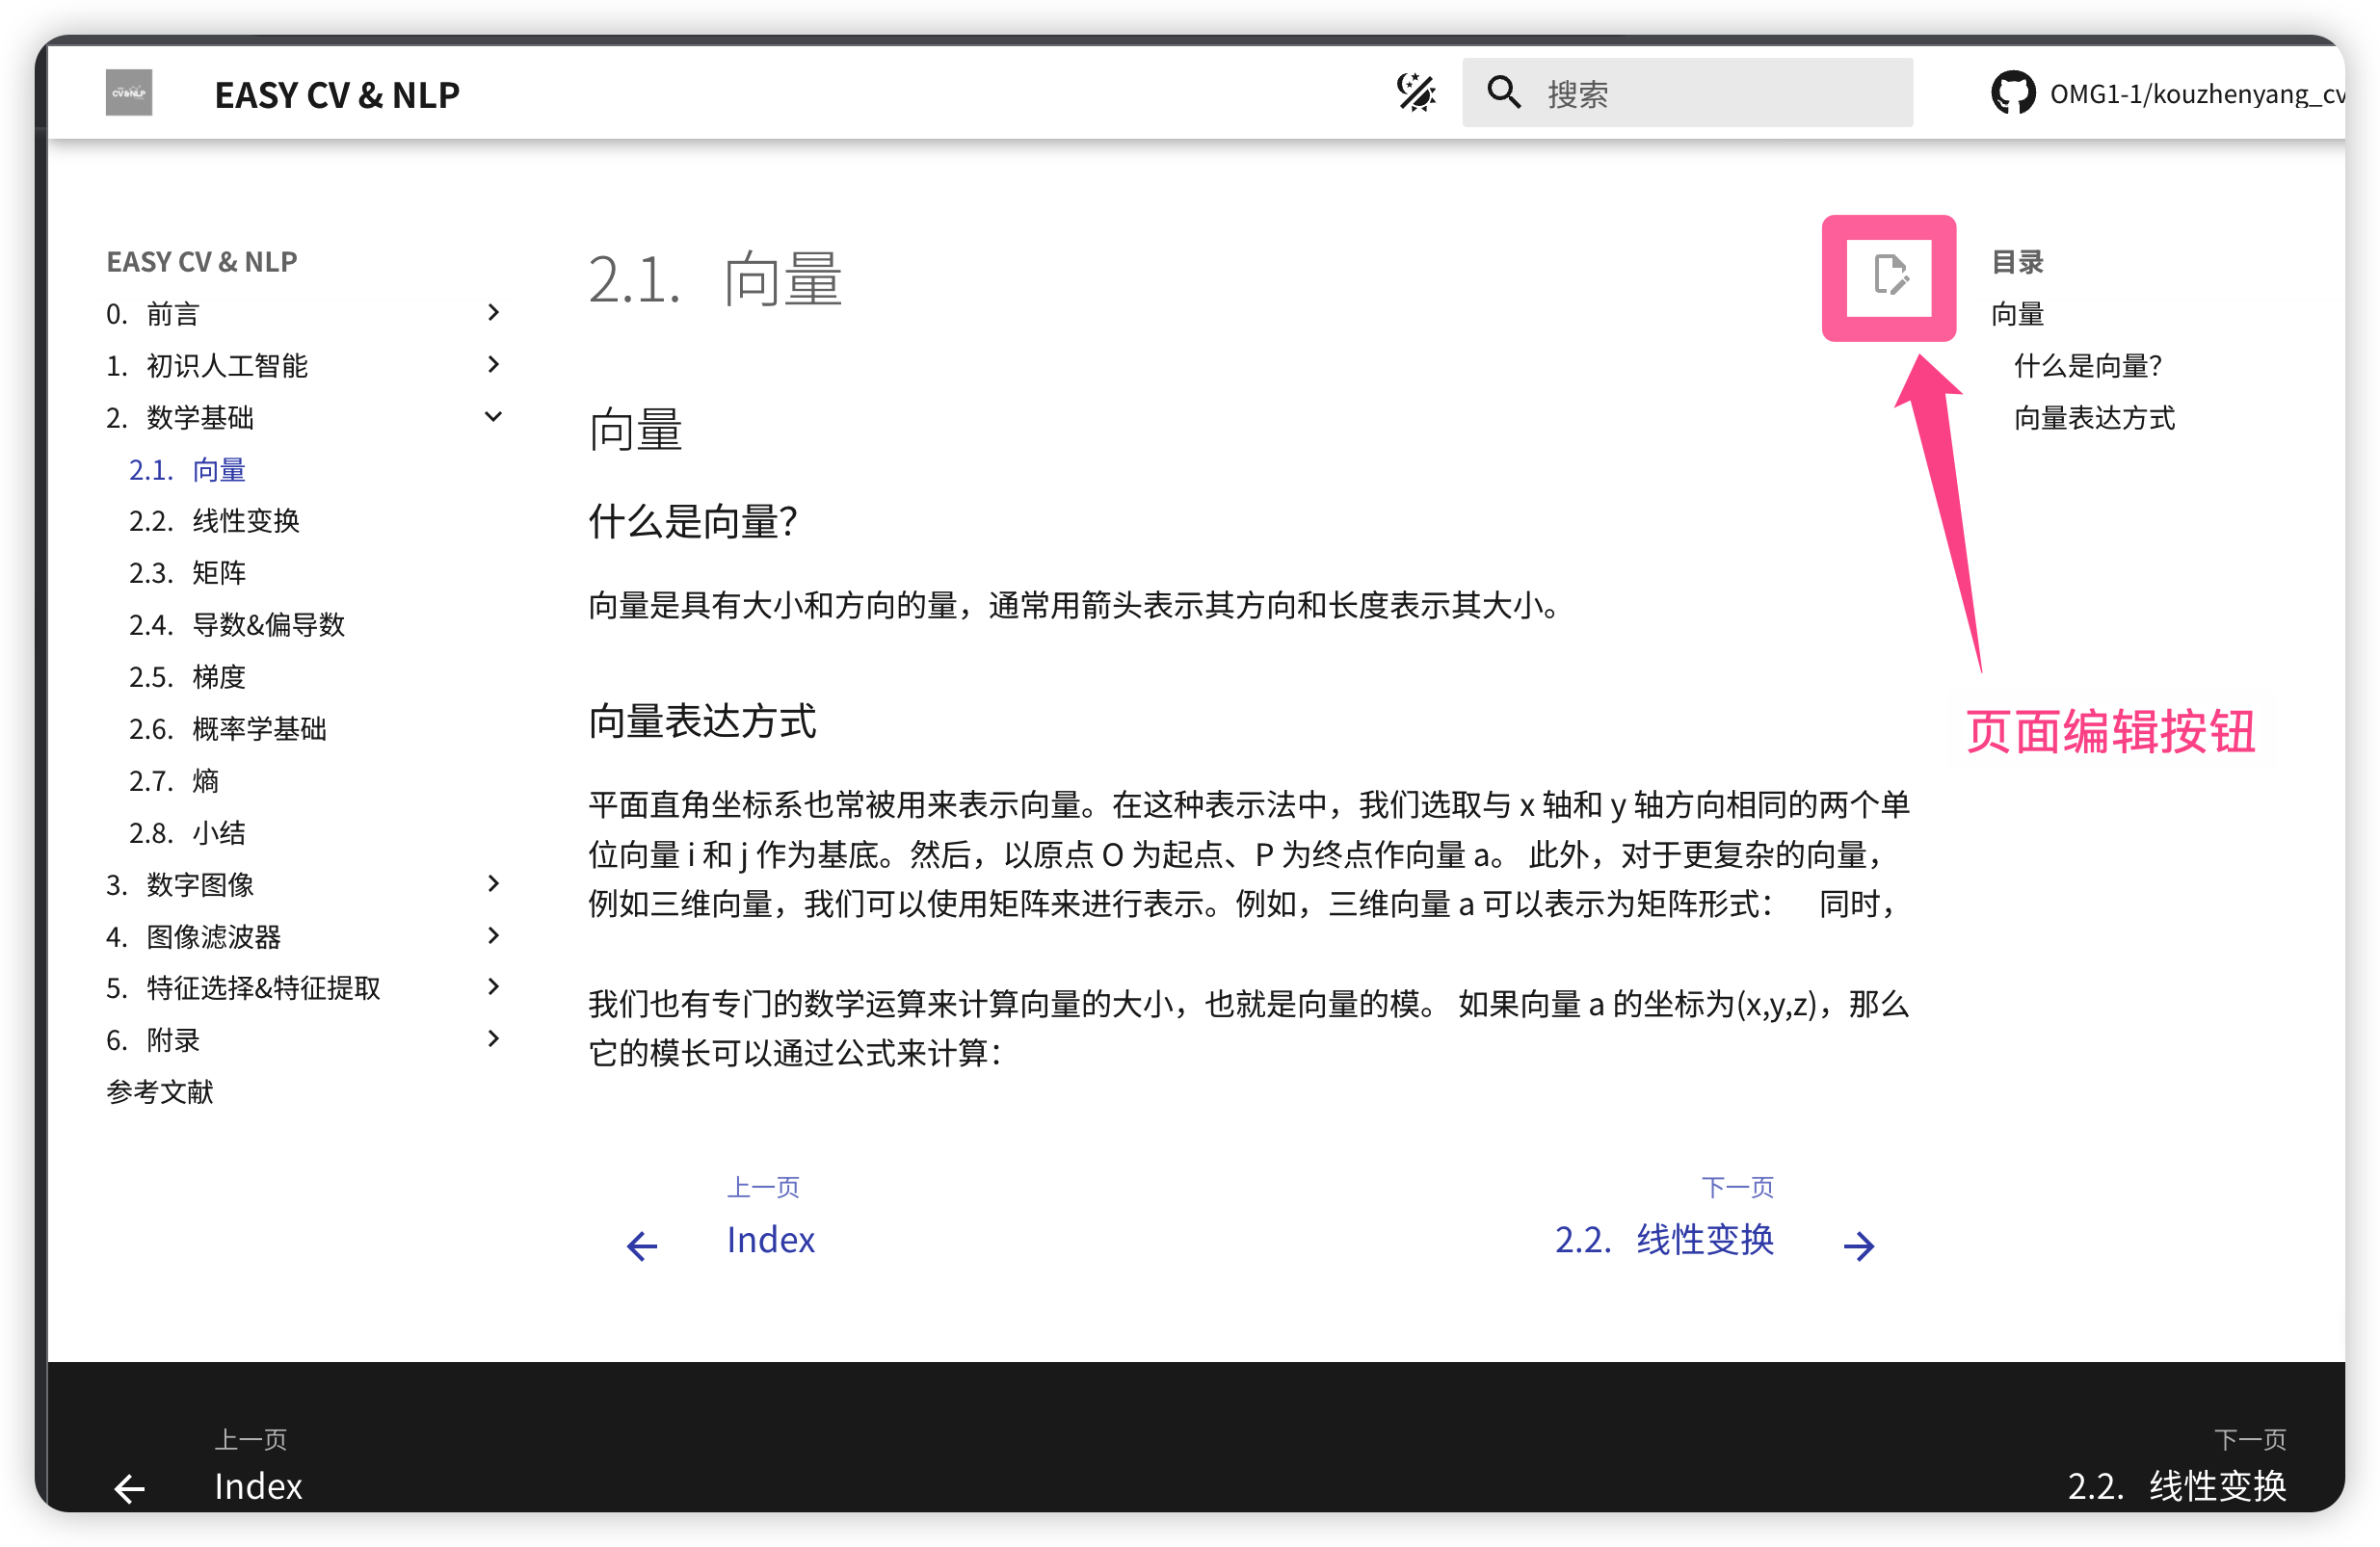 CV&NLP
EASY CV & NLP
搜索
OMG1-1/kouzhenyang_cv
EASY CV & NLP
0. 前言
1. 初识人工智能
2. 数学基础
2.1. 向量
2.2. 线性变换
2.3. 矩阵
2.4. 导数&偏导数
2.5. 梯度
2.6. 概率学基础
2.7. 熵
2.8. 小结
3. 数字图像
4. 图像滤波器
5. 特征选择&特征提取
6. 附录
参考文献
2.1. 向量
向量
什么是向量？
向量是具有大小和方向的量，通常用箭头表示其方向和长度表示其大小。
向量表达方式
平面直角坐标系也常被用来表示向量。在这种表示法中，我们选取与 x 轴和 y 轴方向相同的两个单
位向量 i 和 j 作为基底。然后，以原点 O 为起点、P 为终点作向量 a。 此外，对于更复杂的向量，
例如三维向量，我们可以使用矩阵来进行表示。例如，三维向量 a 可以表示为矩阵形式： 同时，
我们也有专门的数学运算来计算向量的大小，也就是向量的模。 如果向量 a 的坐标为(x,y,z)，那么
它的模长可以通过公式来计算：
目录
向量
什么是向量？
向量表达方式
页面编辑按钮
上一页
Index
下一页
2.2. 线性变换
上一页
Index
下一页
2.2. 线性变换